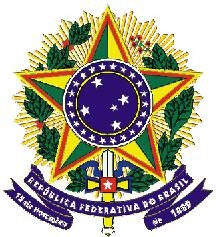 REPÚBLICA FEDERATIVA DO BRASIL
15 de Novembro
de 1889